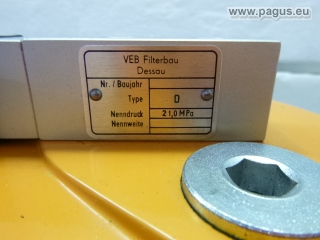 © www.pagus.eu
VEB Filterbau
Dessau
Nr./Baujahr
Type 0
Nenndruck 21,0 MPa
Nennweite